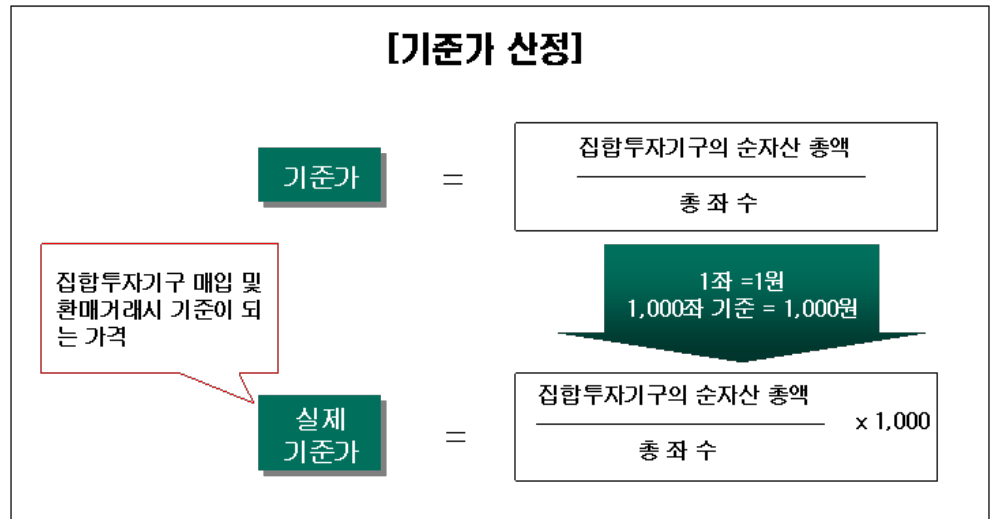 [기준가 산정]
기준가
=
집합투자기구의 순자산 총액
총 좌 수
집합투자기구 매입 및
환매거래시 기준이 되
는 가격
1좌 =1원
1,000좌 기준 = 1,000원
실제
기준가
=
집합투자기구의 순자산 총액
총 좌 수
x 1,000